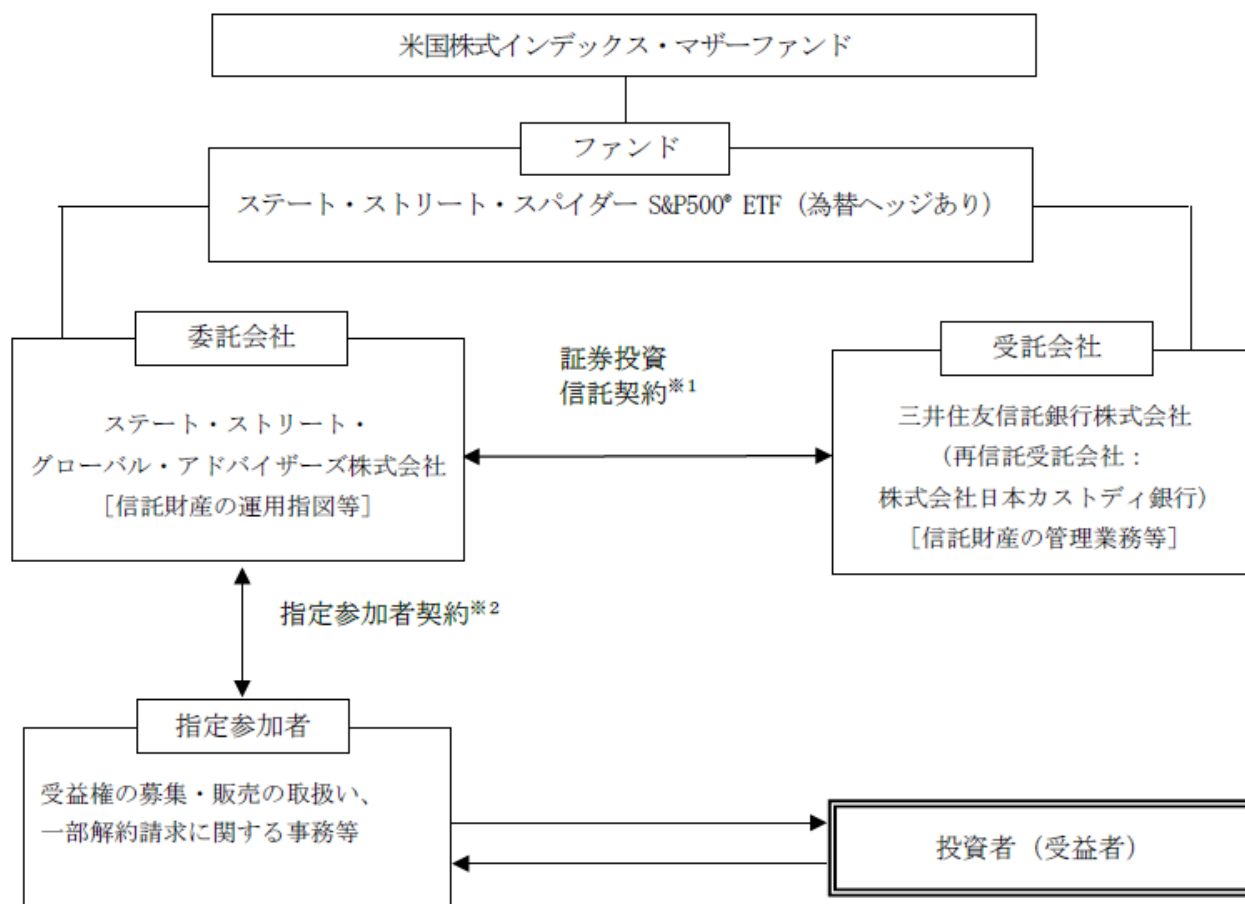 米国株式インデックス・マザーファンド
ファンド
ステート・ストリート・スパイダー S&P500® ETF（為替ヘッジあり）
委託会社
ステート・ストリート・
グローバル・アドバイザーズ株式会社
［信託財産の運用指図等］
証券投資
信託契約※1
受託会社
三井住友信託銀行株式会社
（再信託受託会社：
株式会社日本カストディ銀行）
［信託財産の管理業務等］
指定参加者契約※2
指定参加者
受益権の募集・販売の取扱い、
一部解約請求に関する事務等
投資者（受益者）